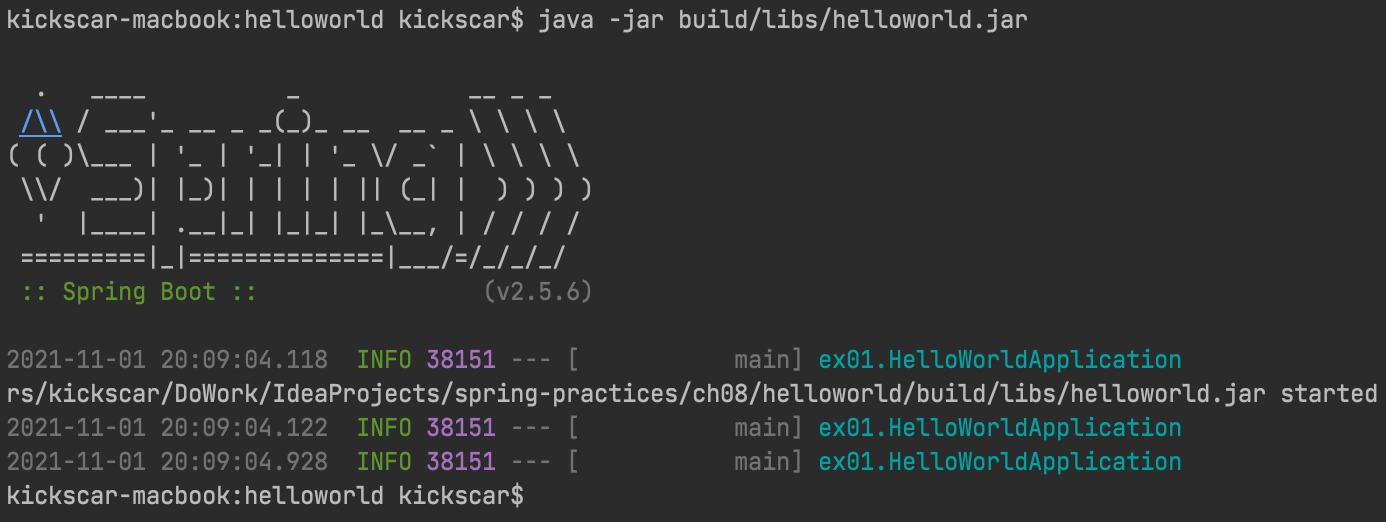 kickscar-macbook:helloworld kickscar$ java -jar build/libs/helloworld.jar
  .   ____          _            __ _ _
 /\\ / ___'_ __ _ _(_)_ __  __ _ \ \ \ \
( ( )\___ | '_ | '_| | '_ \/ _` | \ \ \ \
 \\/  ___)| |_)| | | | | || (_| |  ) ) ) )
  '  |____| .__|_| |_|_| |_\__, | / / / /
 =========|_|==============|___/=/_/_/_/
 :: Spring Boot ::                (v2.5.6)
2021-11-01 20:09:04.118  INFO 38151 --- [           main] ex01.HelloWorldApplication
rs/kickscar/DoWork/IdeaProjects/spring-practices/ch08/helloworld/build/libs/helloworld.jar started
2021-11-01 20:09:04.122  INFO 38151 --- [           main] ex01.HelloWorldApplication
2021-11-01 20:09:04.928  INFO 38151 --- [           main] ex01.HelloWorldApplication
kickscar-macbook:helloworld kickscar$